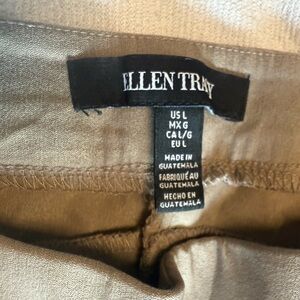 ELLEN TRACY
US L
MX G
CA L/G
EU L
MADE IN
GUATEMALA
FABRIQUÉ AU
GUATEMALA
HECHO EN
GUATEMALA